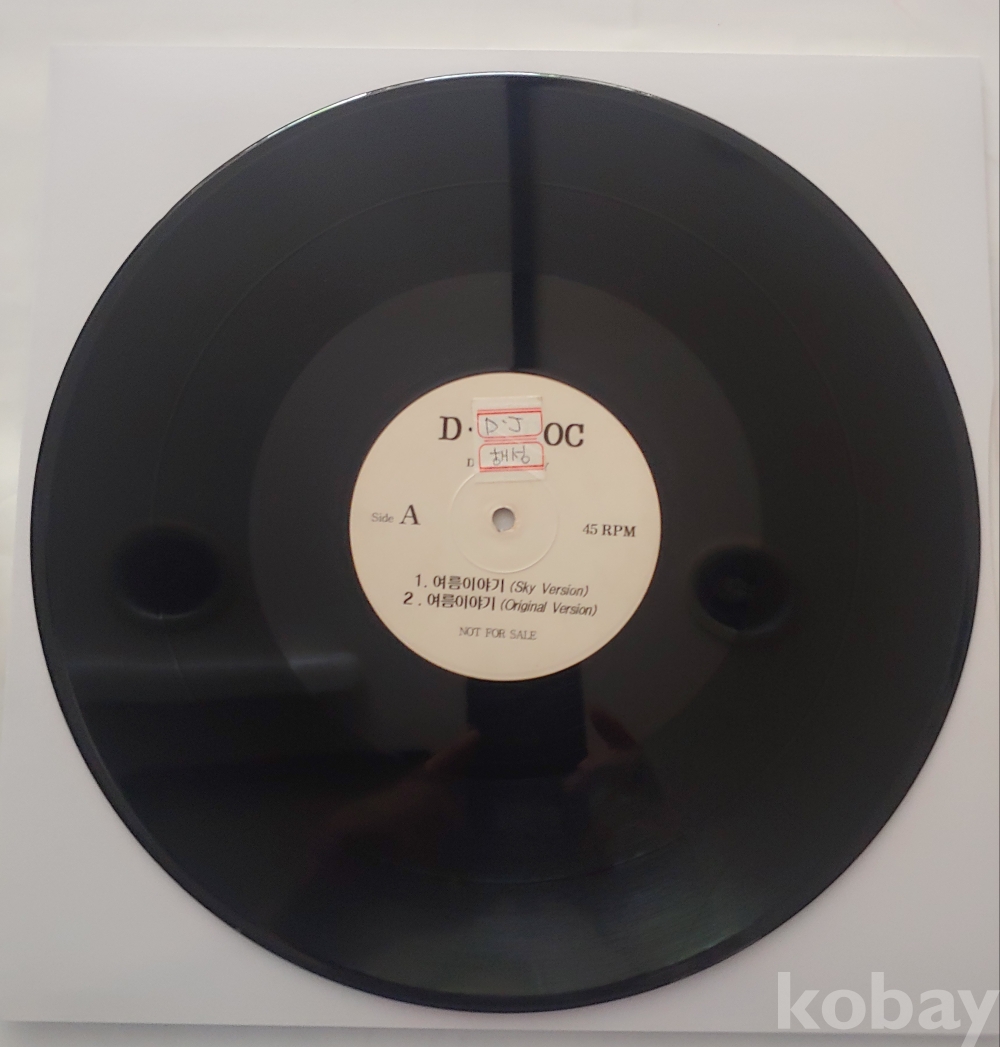 D· OC
D·J
해성
Side A
45 RPM
1. 여름이야기 (Sky Version)
2. 여름이야기 (Original Version)
NOT FOR SALE
kobay